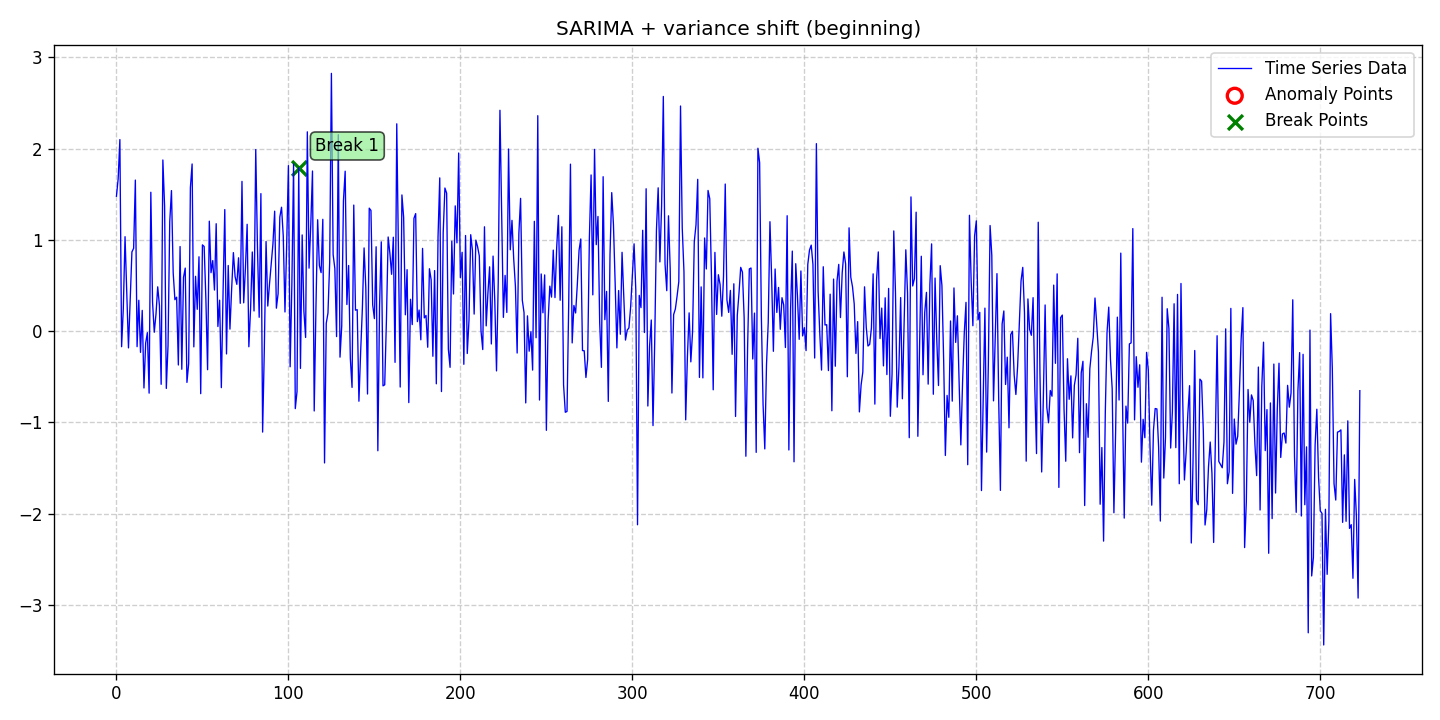 SARIMA + variance shift (beginning)
Time Series Data
Anomaly Points
Break Points
Break 1
3
2
1
0
−1
−2
−3
0 100 200 300 400 500 600 700